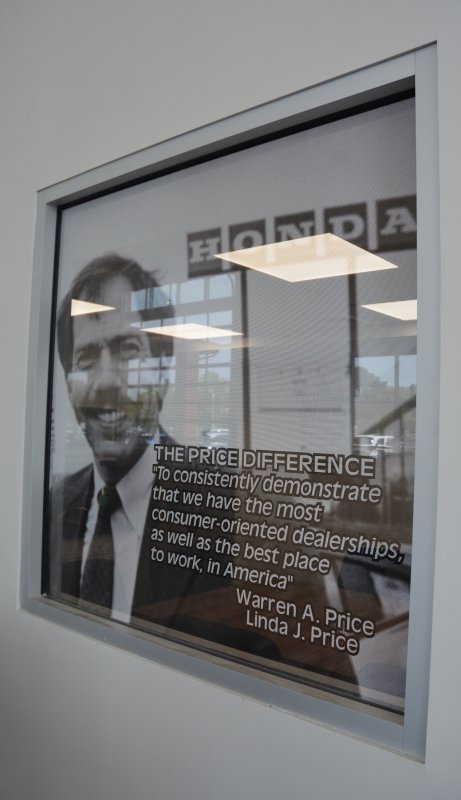 HONDA
THE PRICE DIFFERENCE
"To consistently demonstrate
that we have the most
consumer-oriented dealerships,
as well as the best place
to work, in America"
Warren A. Price
Linda J. Price